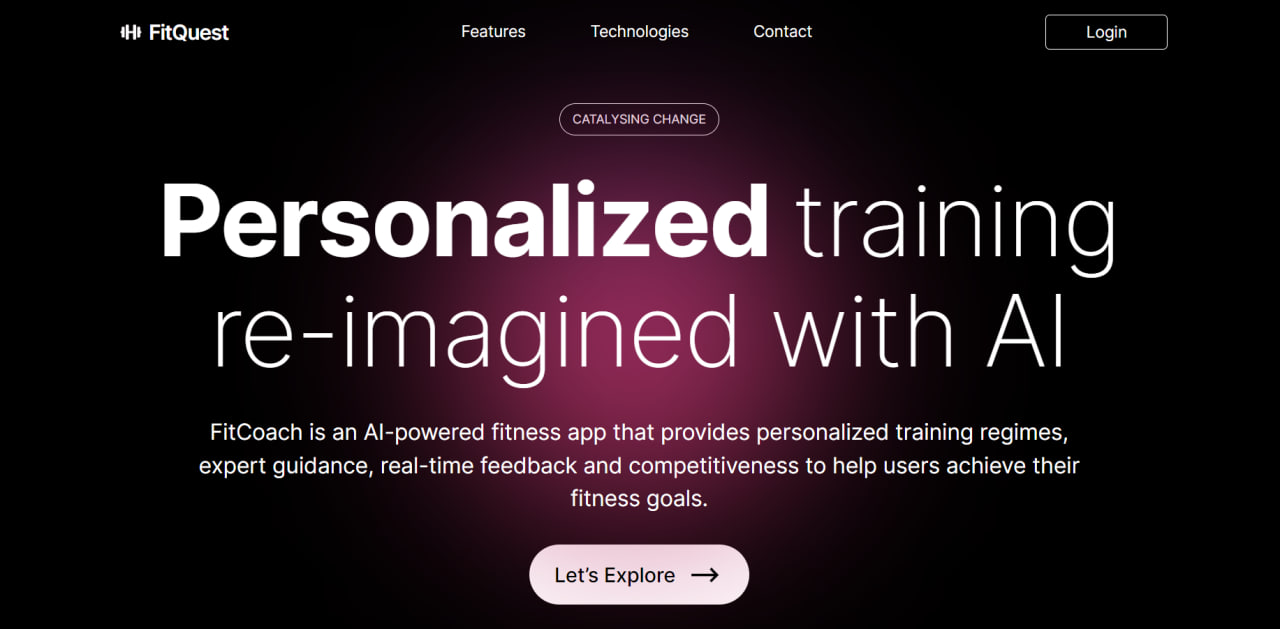 FitQuest
Features
Technologies
Contact
Login
CATALYSING CHANGE
Personalized training
re-imagined with AI
FitCoach is an AI-powered fitness app that provides personalized training regimes,
expert guidance, real-time feedback and competitiveness to help users achieve their
fitness goals.
Let’s Explore